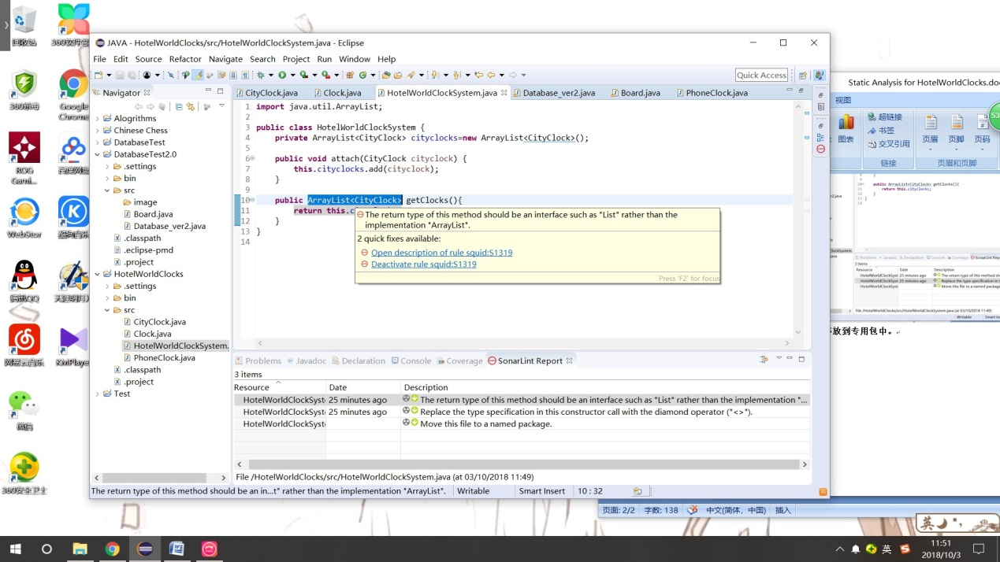 回收站
360杀毒
Google Chrome
ROG Gami...
百度网盘
WebStor...
酷狗音乐
腾讯QQ
网易云音乐
KMPlayer
微信
360安全卫士
JAVA - HotelWorldClocks/src/HotelWorldClockSystem.java - Eclipse
File Edit Source Refactor Navigate Search Project Run Window Help
Quick Access
Navigator
Alogrithms
Chinese Chess
DatabaseTest
DatabaseTest2.0
.settings
bin
src
image
Board.java
Database_ver2.java
.classpath
.eclipse-pmd
.project
HotelWorldClocks
.settings
bin
src
CityClock.java
Clock.java
HotelWorldClockSystem.
PhoneClock.java
.classpath
.project
Test
CityClock.java Clock.java HotelWorldClockSystem.java Database_ver2.java Board.java PhoneClock.java
1 import java.util.ArrayList;
2
3 public class HotelWorldClockSystem {
4 private ArrayList<CityClock> cityclocks=new ArrayList<CityClock>();
5
6 public void attach(CityClock cityclock) {
7 this.cityclocks.add(cityclock);
8 }
9
10 public ArrayList<CityClock> getClocks(){
11 return this.c
12 }
13 }
14
The return type of this method should be an interface such as "List" rather than the
implementation "ArrayList".
2 quick fixes available:
Open description of rule squid:S1319
Deactivate rule squid:S1319
Press 'F2' for focus
Problems Javadoc Declaration Console Coverage SonarLint Report
3 items
Resource Date Description
HotelWorldClockSyst 25 minutes ago The return type of this method should be an interface such as "List" rather than the implementation "...
HotelWorldClockSyst 25 minutes ago Replace the type specification in this constructor call with the diamond operator ("<>").
HotelWorldClockSyst Move this file to a named package.
File /HotelWorldClocks/src/HotelWorldClockSystem.java (at 03/10/2018 11:49)
The return type of this method should be an in...t" rather than the implementation "ArrayList". Writable Smart Insert 10 : 32
Static Analysis for HotelWorldClocks.doc
视图
53
图表
超链接
书签
交叉引用
链接
页眉 页脚 页码
页眉和页脚
public ArrayList<CityClock> getClocks(){
return this.cityclocks;
}
放到专用包中。
页面: 2/2 字数: 138 中文(简体，中国) 插入
英
英
11:51
2018/10/3